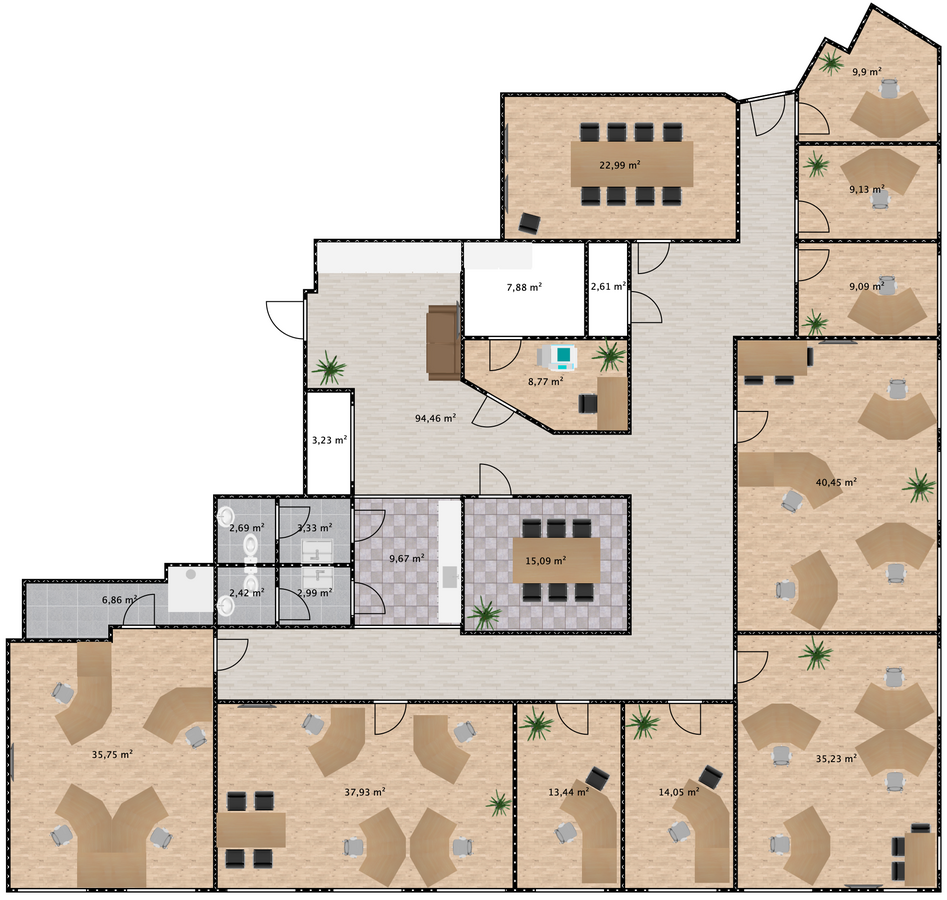 9,9 m²
22,99 m²
9,13 m²
7,88 m²
2,61 m²
9,09 m²
8,77 m²
94,46 m²
3,23 m²
40,45 m²
2,69 m²
3,33 m²
9,67 m²
15,09 m²
6,86 m²
2,42 m²
2,99 m²
35,75 m²
35,23 m²
37,93 m²
13,44 m²
14,05 m²